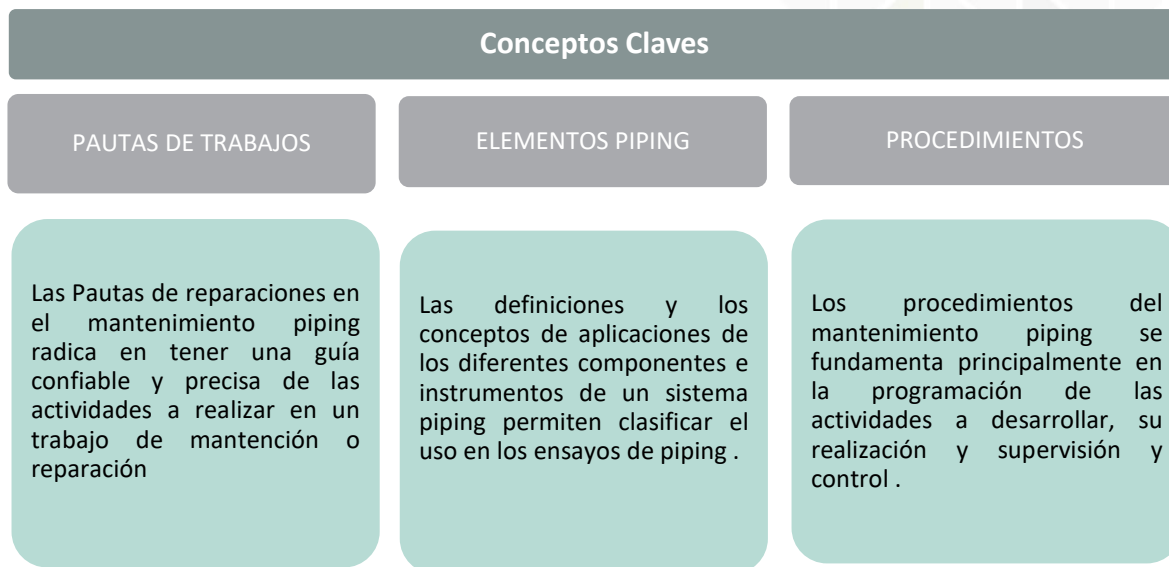 Conceptos Claves
PAUTAS DE TRABAJOS
ELEMENTOS PIPING
PROCEDIMIENTOS
Las Pautas de reparaciones en
el mantenimiento piping
radica en tener una guía
confiable y precisa de las
actividades a realizar en un
trabajo de mantención o
reparación
Las definiciones y los
conceptos de aplicaciones de
los diferentes componentes e
instrumentos de un sistema
piping permiten clasificar el
uso en los ensayos de piping .
Los procedimientos del
mantenimiento piping se
fundamenta principalmente en
la programación de las
actividades a desarrollar, su
realización y supervisión y
control .